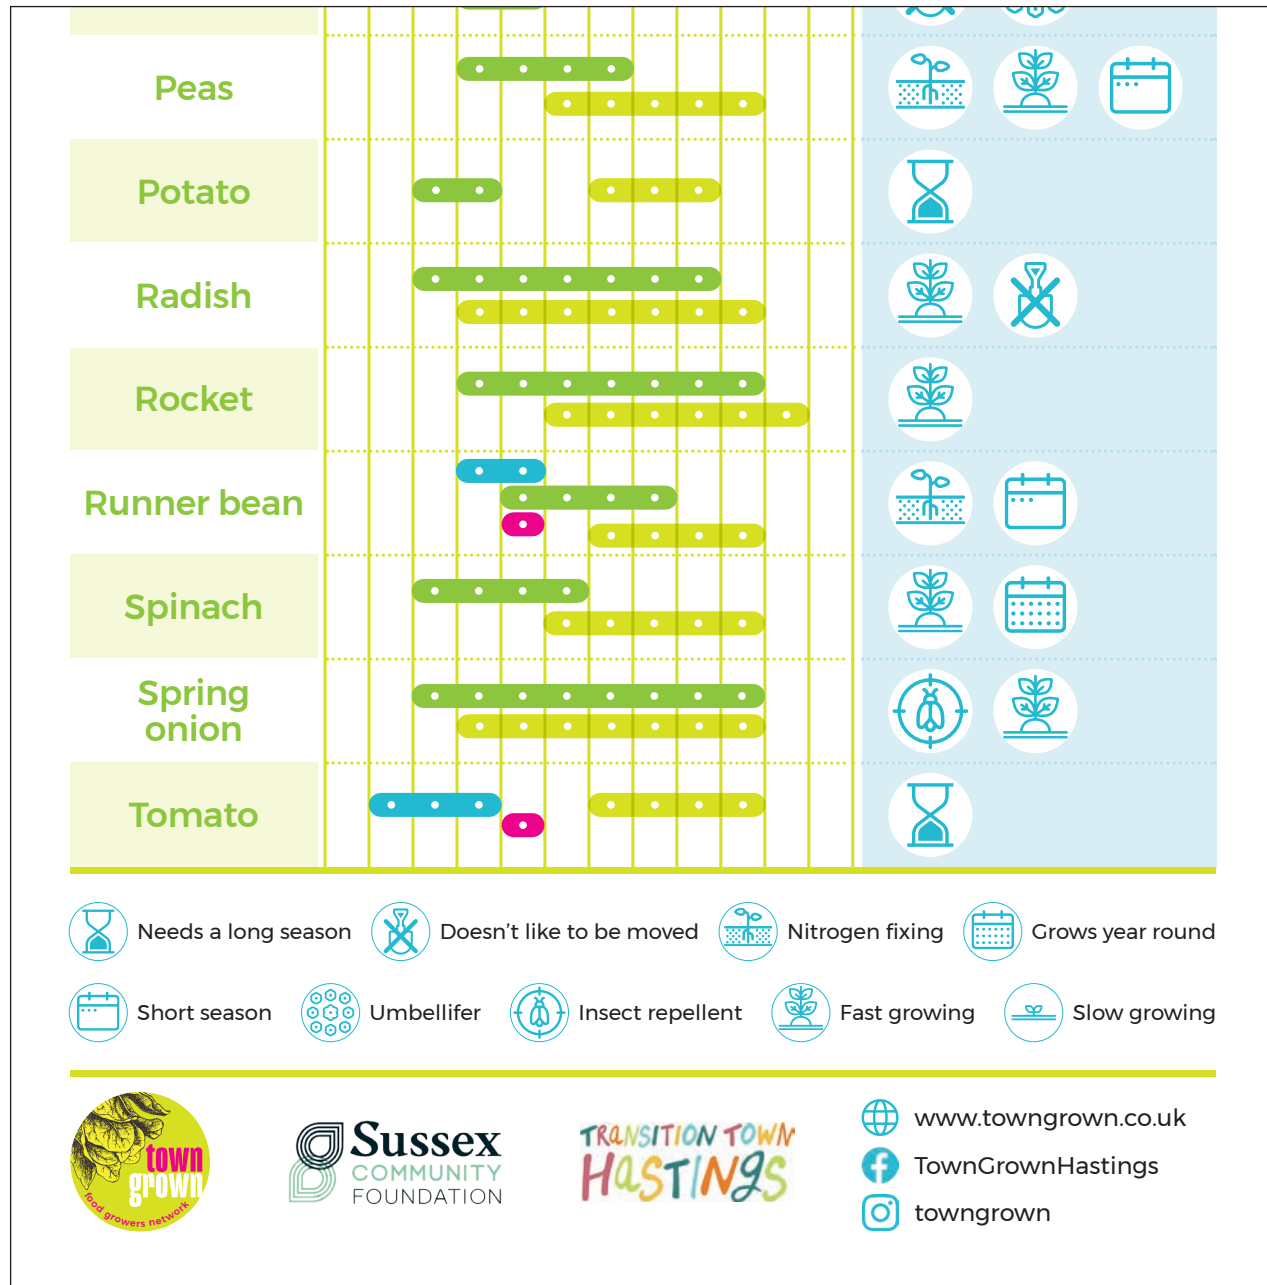 Peas
Potato
Radish
Rocket
Runner bean
Spinach
Spring
onion
Tomato
Needs a long season
Doesn't like to be moved
Nitrogen fixing
Grows year round
Short season
Umbellifer
Insect repellent
Fast growing
Slow growing
town
grown
food growers network
Sussex
COMMUNITY
FOUNDATION
TRANSITION TOWN
HASTINGS
www.towngrown.co.uk
TownGrownHastings
towngrown